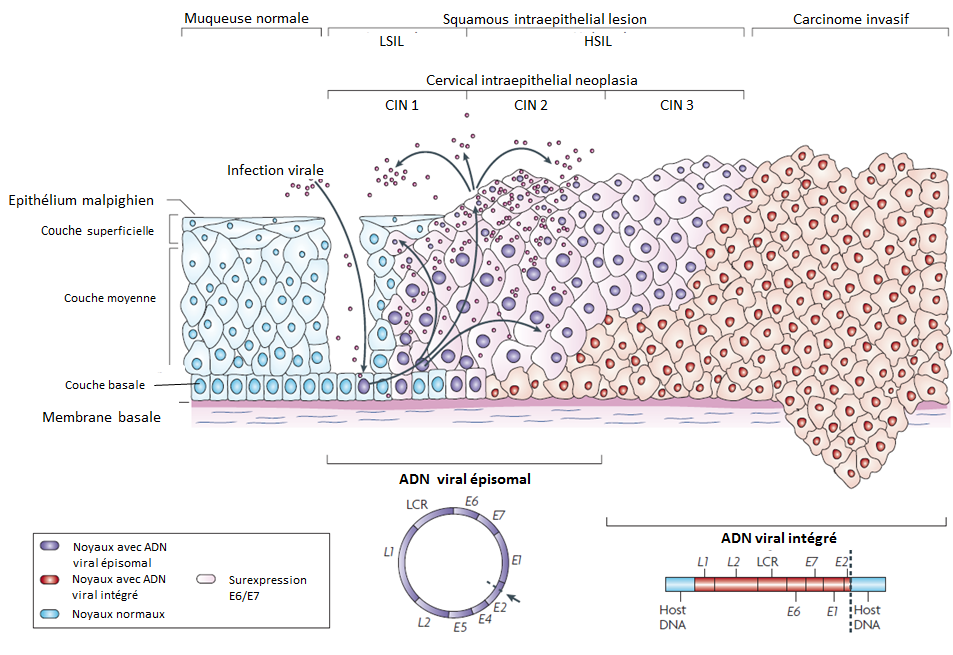 Muqueuse normale
Squamous intraepithelial lesion
Carcinome invasif
LSIL
HSIL
Cervical intraepithelial neoplasia
CIN 1
CIN 2
CIN 3
Infection virale
Epithélium malpighien
Couche superficielle
Couche moyenne
Couche basale
Membrane basale
ADN viral épisomal
LCR
E6
E7
L1
E1
E2
L2
E5
E4
ADN viral intégré
L1
L2
LCR
E7
E2
Host
DNA
E6
E1
Host
DNA
Noyaux avec ADN
viral épisomal
Noyaux avec ADN
viral intégré
Noyaux normaux
Surexpression
E6/E7